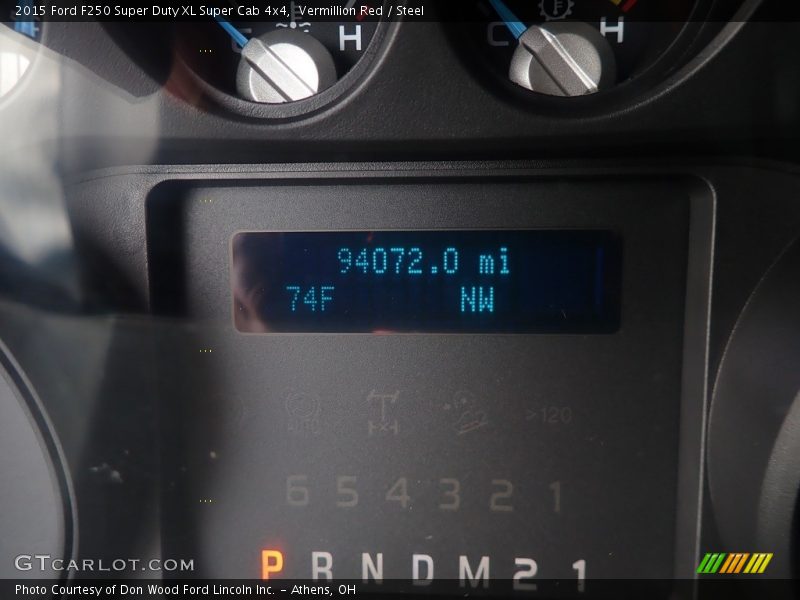 2015 Ford F250 Super Duty XL Super Cab 4x4, Vermillion Red / Steel
C H C H
94072.0 mi
74F NW
>120
6 5 4 3 2 1
P R N D M 2 1
GTCARLOT.COM
Photo Courtesy of Don Wood Ford Lincoln Inc. - Athens, OH